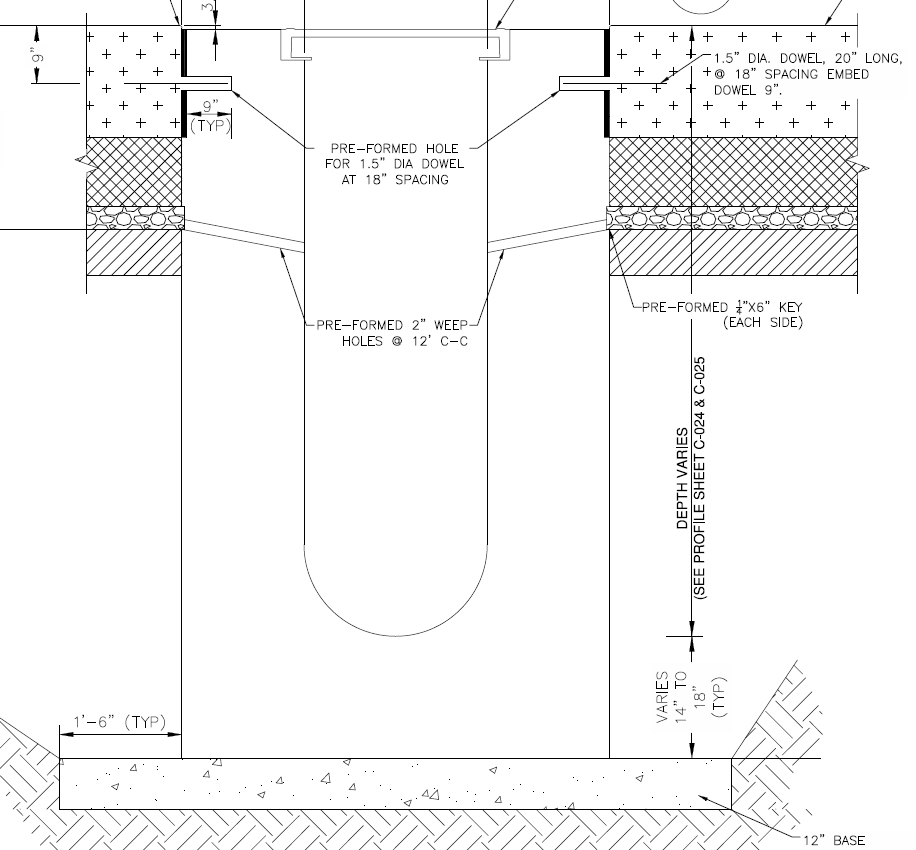 3
9"
1.5" DIA. DOWEL, 20" LONG,
@ 18" SPACING EMBED
DOWEL 9".
9"
(TYP)
PRE-FORMED HOLE
FOR 1.5" DIA DOWEL
AT 18" SPACING
PRE-FORMED 1/4"X6" KEY
(EACH SIDE)
PRE-FORMED 2" WEEP
HOLES @ 12' C-C
DEPTH VARIES
(SEE PROFILE SHEET C-024 & C-025
VARIES
14" TO
18"
(TYP)
1'-6" (TYP)
12" BASE